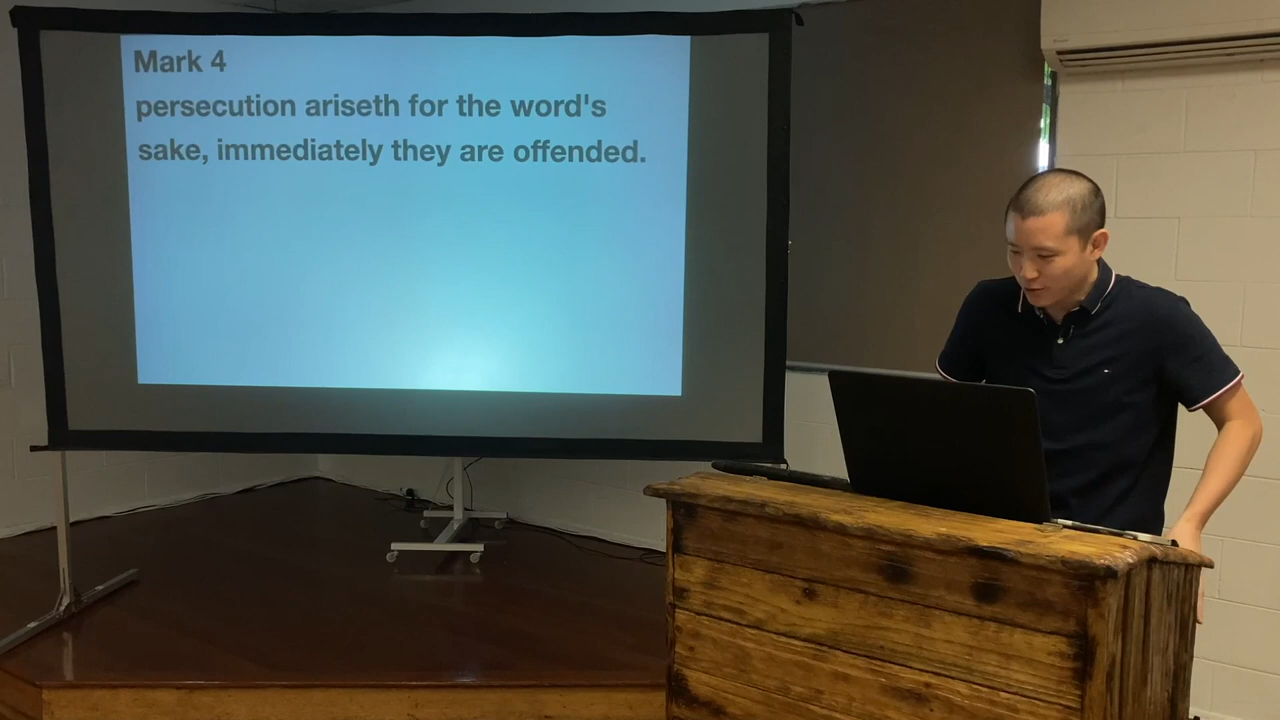 Mark 4
persecution ariseth for the word's
sake, immediately they are offended.